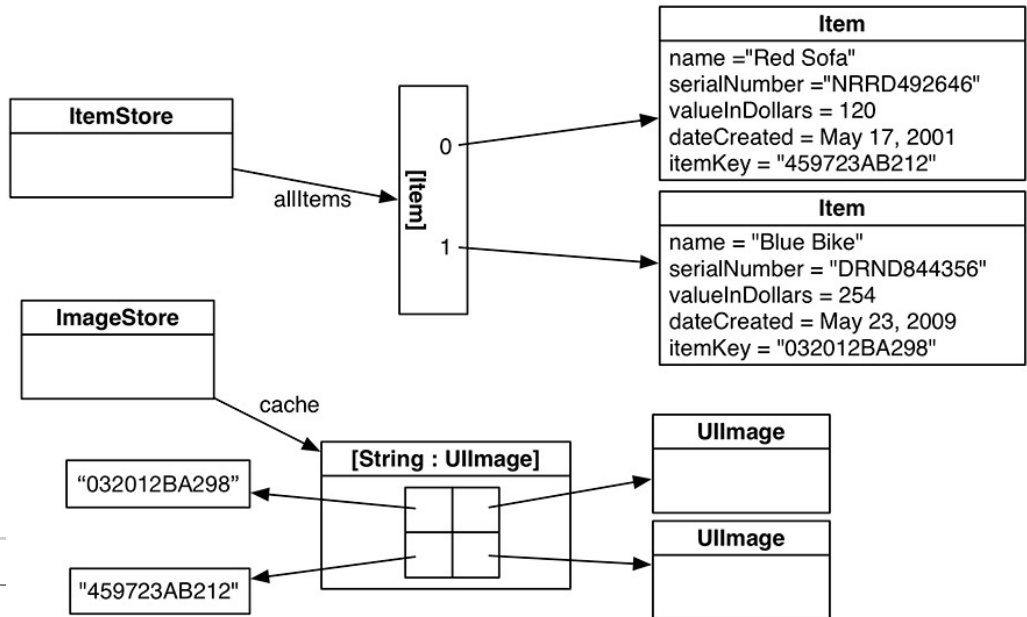 ItemStore
allItems
[Item]
0
1
Item
name ="Red Sofa"
serialNumber ="NRRD492646"
valueInDollars = 120
dateCreated = May 17, 2001
itemKey = "459723AB212"
Item
name = "Blue Bike"
serialNumber = "DRND844356"
valueInDollars = 254
dateCreated = May 23, 2009
itemKey = "032012BA298"
ImageStore
cache
[String : UIImage]
“032012BA298”
"459723AB212"
UIImage
UIImage